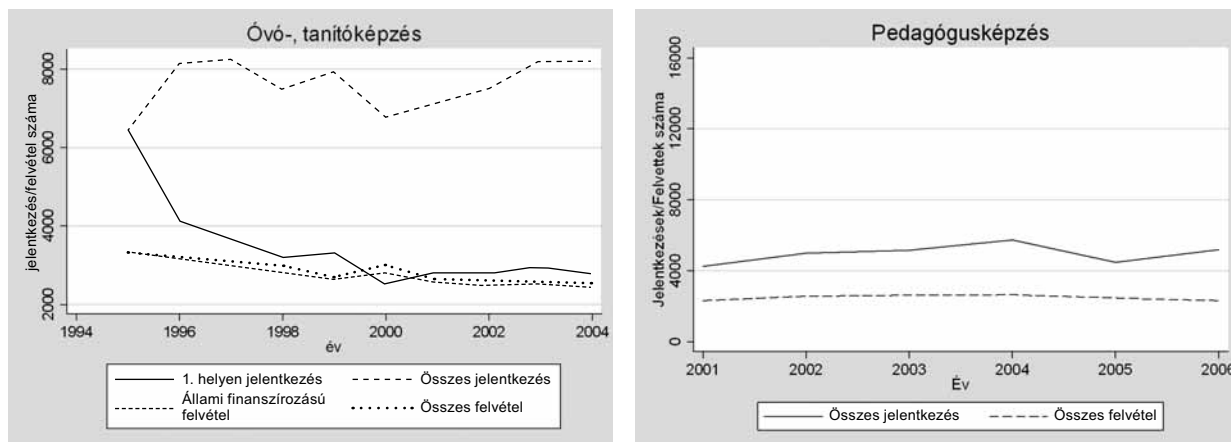 Óvó-, tanítóképzés
jelentkezés/felvétel száma
8000
6000
4000
2000
1994 1996 1998 2000 2002 2004
év
1. helyen jelentkezés
Összes jelentkezés
Állami finanszírozású
felvétel
Összes felvétel
Pedagógusképzés
Jelentkezések/Felvettek száma
16000
12000
8000
4000
0
2001 2002 2003 2004 2005 2006
Év
Összes jelentkezés
Összes felvétel